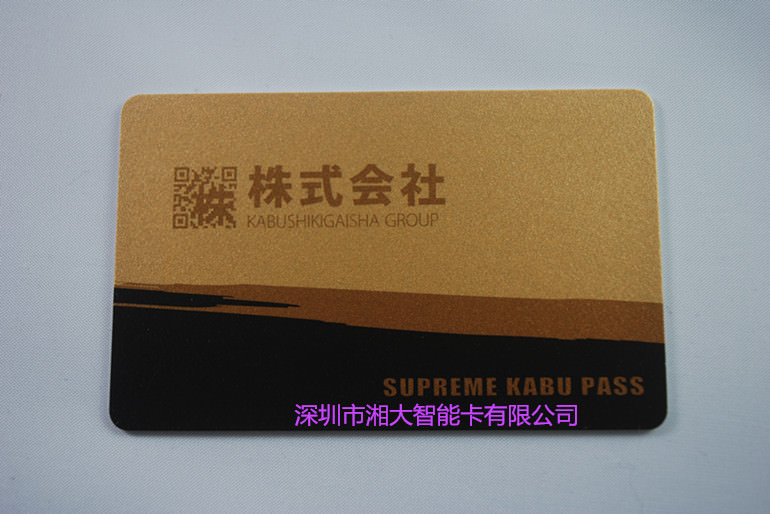 株
株式会社
KABUSHIKIGAISHA GROUP
SUPREME KABU PASS
深圳市湘大智能卡有限公司